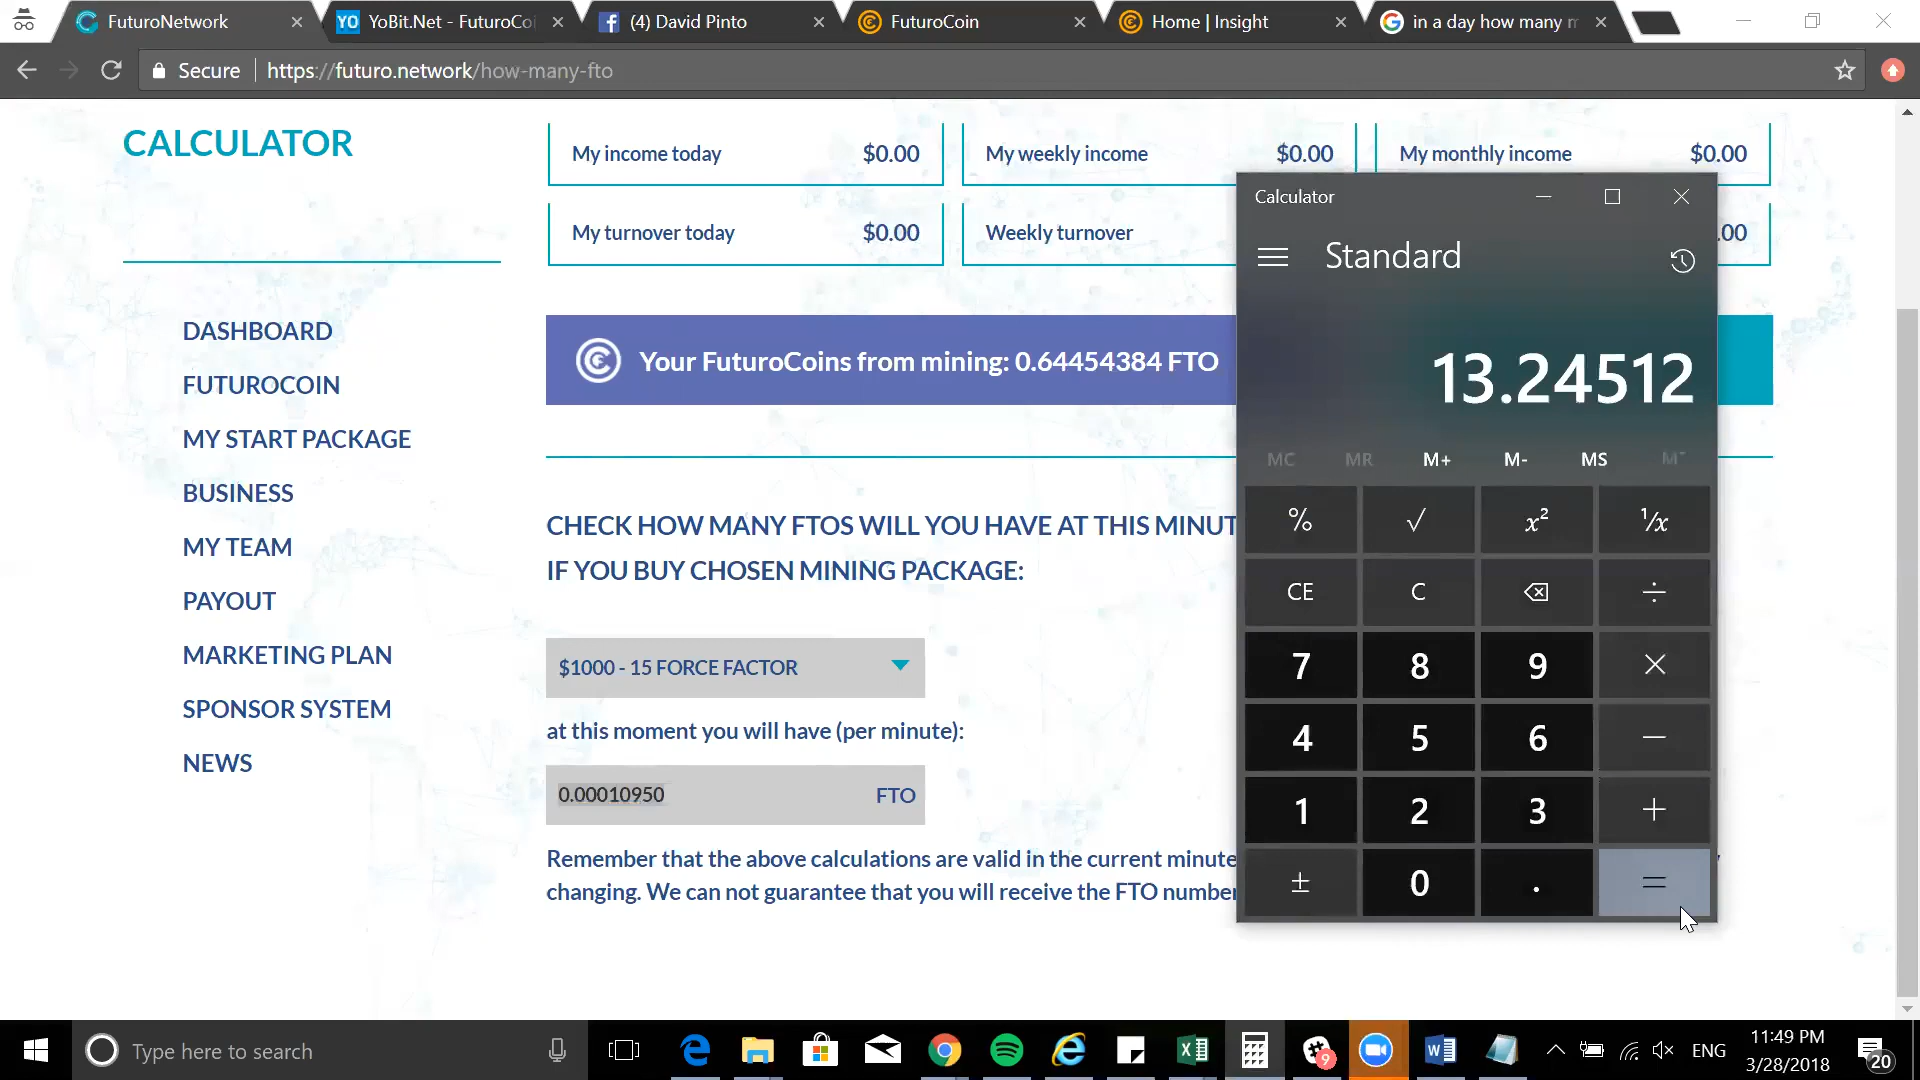 FuturoNetwork
YO YoBit.Net - FuturoCoi
(4) David Pinto
FuturoCoin
Home | Insight
in a day how many m
Secure https://futuro.network/how-many-fto
CALCULATOR
My income today $0.00
My weekly income $0.00
My monthly income $0.00
My turnover today $0.00
Weekly turnover
.00
DASHBOARD
FUTUROCOIN
MY START PACKAGE
BUSINESS
MY TEAM
PAYOUT
MARKETING PLAN
SPONSOR SYSTEM
NEWS
Your FuturoCoins from mining: 0.64454384 FTO
CHECK HOW MANY FTOS WILL YOU HAVE AT THIS MINUT
IF YOU BUY CHOSEN MINING PACKAGE:
$1000 - 15 FORCE FACTOR
at this moment you will have (per minute):
0.00010950 FTO
Remember that the above calculations are valid in the current minute
changing. We can not guarantee that you will receive the FTO number
Calculator
Standard
13.24512
MC MR M+ M- MS M˅
% √ x² ¹/x
CE C ÷
7 8 9 ×
4 5 6 −
1 2 3 +
± 0 . =
Type here to search
9
ENG
11:49 PM
3/28/2018
20